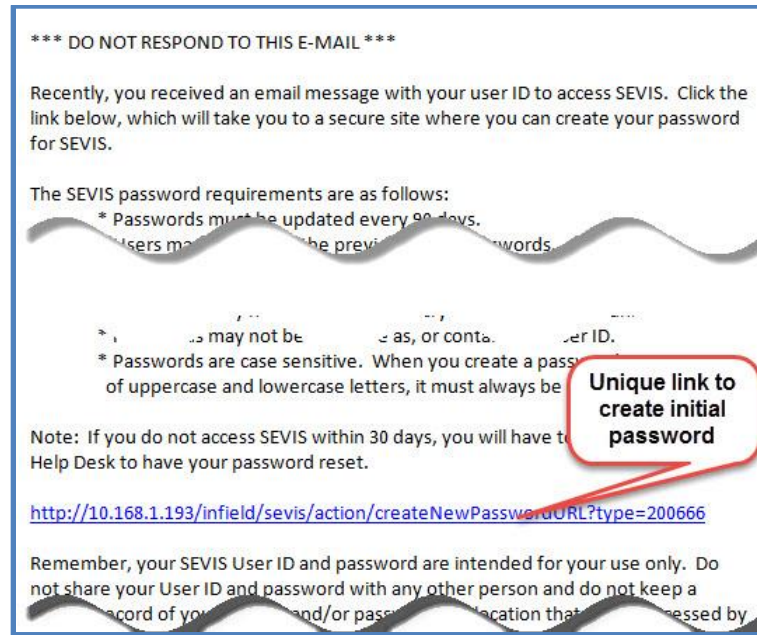 *** DO NOT RESPOND TO THIS E-MAIL ***
Recently, you received an email message with your user ID to access SEVIS. Click the
link below, which will take you to a secure site where you can create your password
for SEVIS.
The SEVIS password requirements are as follows:
* Passwords must be updated every 90 days.
Users the
* may not be as, or ID.
* Passwords are case sensitive. When you create a
of uppercase and lowercase letters, it must always be
Unique link to
create initial
password
Note: If you do not access SEVIS within 30 days, you will have
Help Desk to have your password reset.
http://10.168.1.193/infield/sevis/action/createNewPasswordURL?type=200666
Remember, your SEVIS User ID and password are intended for your use only. Do
not share your User ID and password with any other person and do not keep a
of and/or